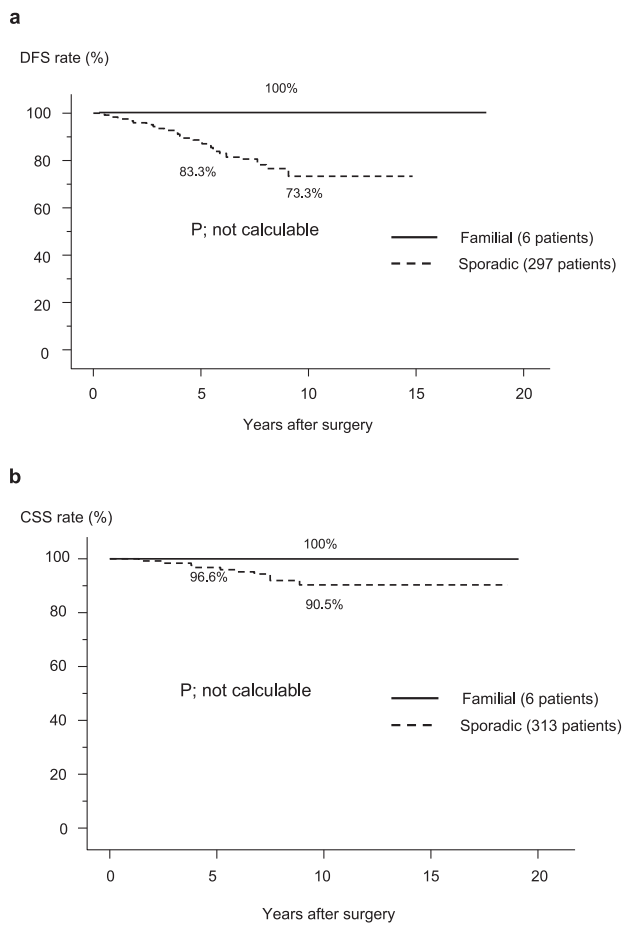 a
DFS rate (%)
100%
100
80
83.3%
73.3%
60
P; not calculable
Familial (6 patients)
40
Sporadic (297 patients)
20
0
0 5 10 15 20
Years after surgery
b
CSS rate (%)
100%
100
96.6%
90.5%
80
60
P; not calculable
Familial (6 patients)
40
Sporadic (313 patients)
20
0
0 5 10 15 20
Years after surgery